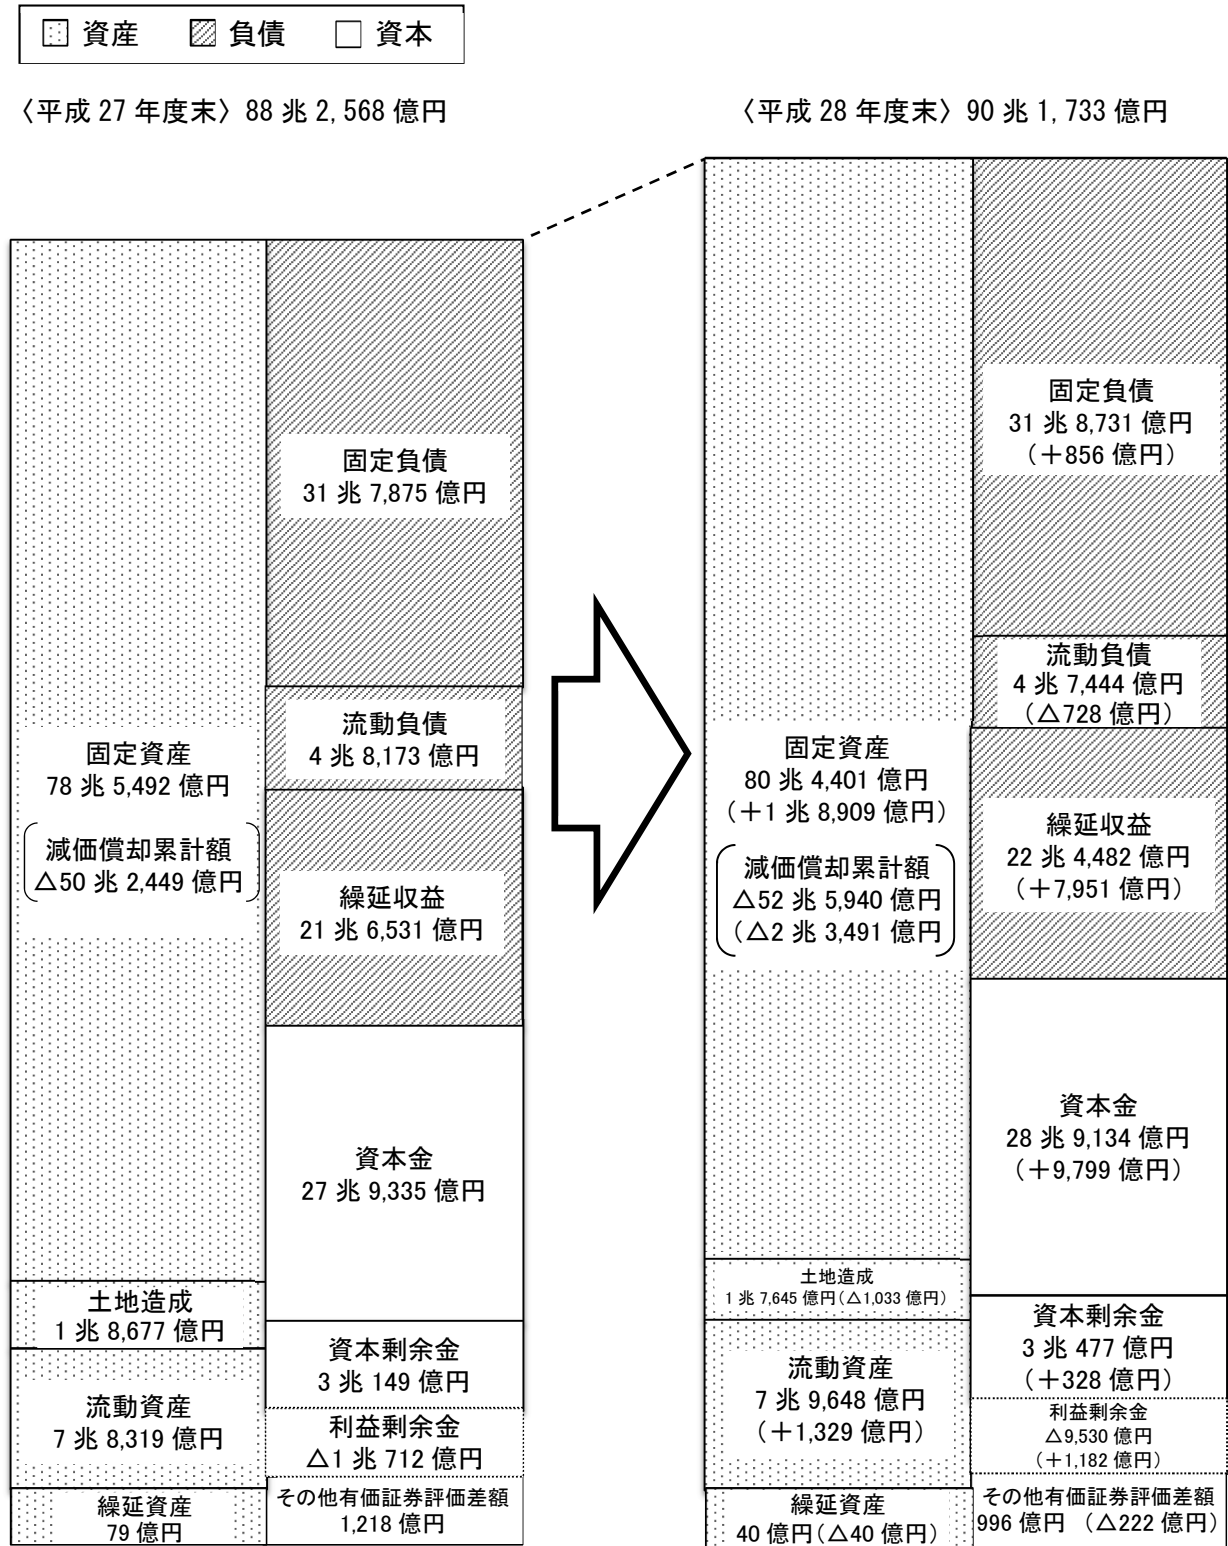 資産 負債 資本
〈平成 27 年度末〉88 兆 2,568 億円
固定資産
78 兆 5,492 億円
減価償却累計額
△50 兆 2,449 億円
土地造成
1 兆 8,677 億円
流動資産
7 兆 8,319 億円
繰延資産
79 億円
固定負債
31 兆 7,875 億円
流動負債
4 兆 8,173 億円
繰延収益
21 兆 6,531 億円
資本金
27 兆 9,335 億円
資本剰余金
3 兆 149 億円
利益剰余金
△1 兆 712 億円
その他有価証券評価差額
1,218 億円
〈平成 28 年度末〉90 兆 1,733 億円
固定資産
80 兆 4,401 億円
（＋1 兆 8,909 億円）
減価償却累計額
△52 兆 5,940 億円
（△2 兆 3,491 億円
土地造成
1 兆 7,645 億円（△1,033 億円）
流動資産
7 兆 9,648 億円
（＋1,329 億円）
繰延資産
40 億円（△40 億円）
固定負債
31 兆 8,731 億円
（＋856 億円）
流動負債
4 兆 7,444 億円
（△728 億円）
繰延収益
22 兆 4,482 億円
（＋7,951 億円）
資本金
28 兆 9,134 億円
（＋9,799 億円）
資本剰余金
3 兆 477 億円
（＋328 億円）
利益剰余金
△9,530 億円
（＋1,182 億円）
その他有価証券評価差額
996 億円 （△222 億円）